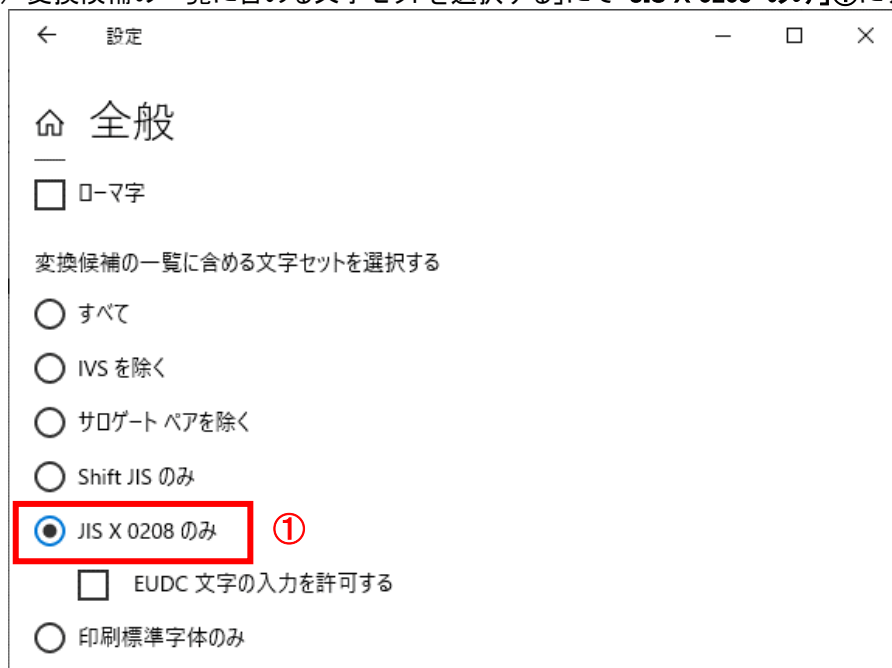 ← 設定
全般
ローマ字
変換候補の一覧に含める文字セットを選択する
すべて
IVS を除く
サロゲート ペアを除く
Shift JIS のみ
JIS X 0208 のみ ①
EUDC 文字の入力を許可する
印刷標準字体のみ